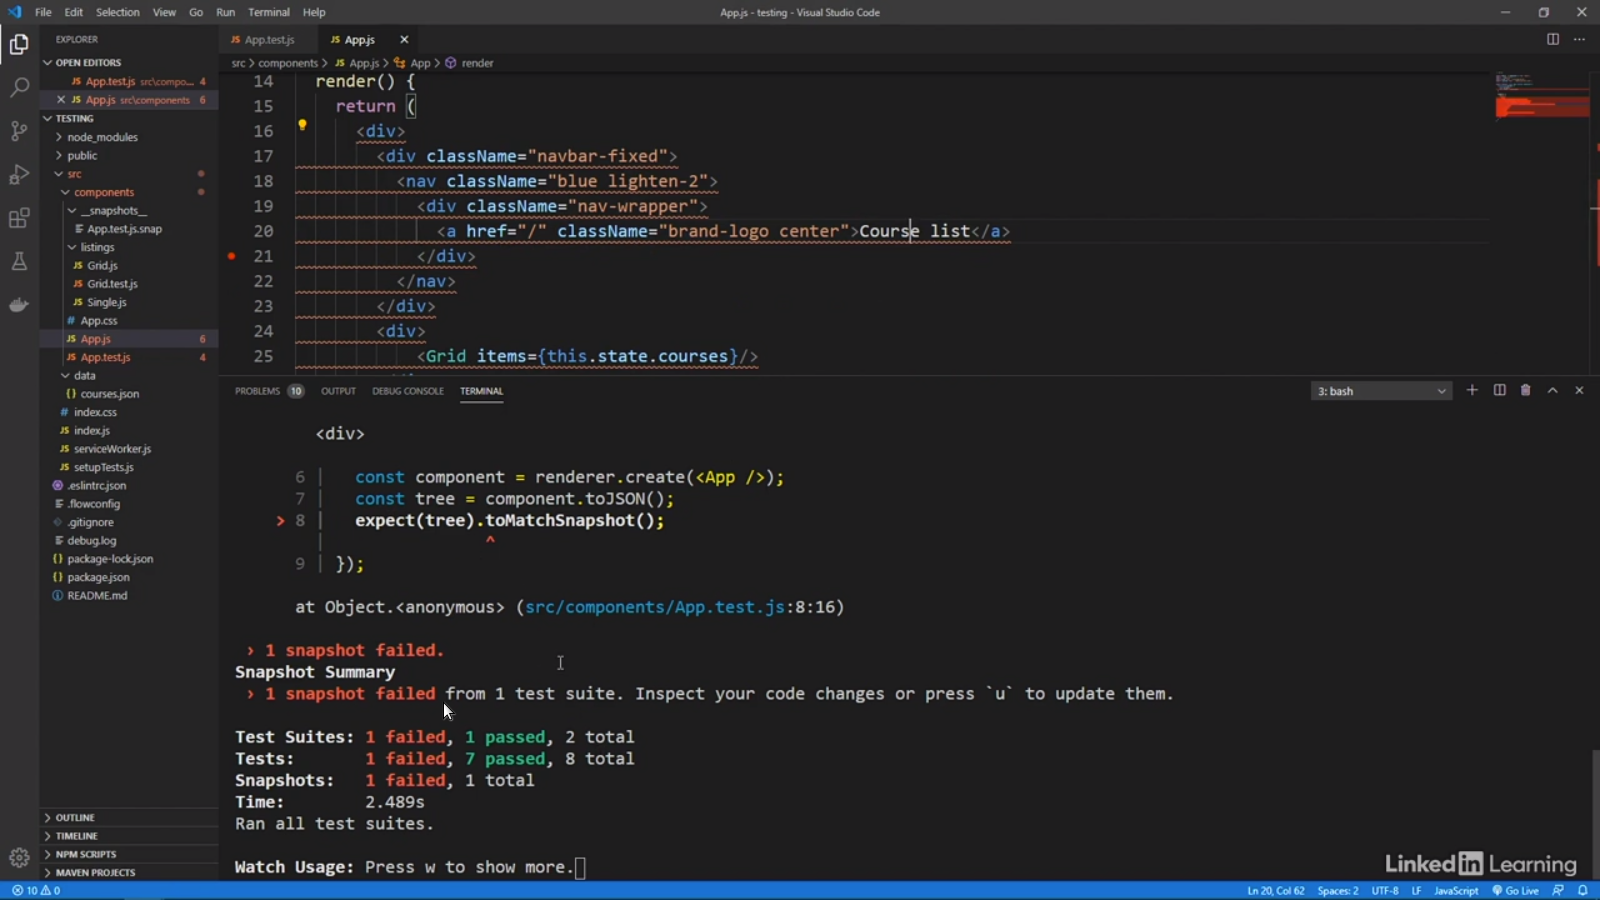 File Edit Selection View Go Run Terminal Help
App.js - testing - Visual Studio Code
EXPLORER
OPEN EDITORS
JS App.test.js src\compo... 4
JS App.js src\components 6
TESTING
node_modules
public
src
components
__snapshots__
App.test.js.snap
listings
JS Grid.js
JS Grid.test.js
JS Single.js
# App.css
JS App.js 6
JS App.test.js 4
data
{} courses.json
# index.css
JS index.js
JS serviceWorker.js
JS setupTests.js
.eslintrc.json
.flowconfig
.gitignore
debug.log
{} package-lock.json
{} package.json
README.md
OUTLINE
TIMELINE
NPM SCRIPTS
MAVEN PROJECTS
JS App.test.js
JS App.js
src > components > JS App.js > App > render
14 render() {
15 return (
16 <div>
17 <div className="navbar-fixed">
18 <nav className="blue lighten-2">
19 <div className="nav-wrapper">
20 <a href="/" className="brand-logo center">Course list</a>
21 </div>
22 </nav>
23 </div>
24 <div>
25 <Grid items={this.state.courses}/>
PROBLEMS 10 OUTPUT DEBUG CONSOLE TERMINAL
3: bash
<div>
6 | const component = renderer.create(<App />);
7 | const tree = component.toJSON();
> 8 | expect(tree).toMatchSnapshot();
| ^
9 | });
at Object.<anonymous> (src/components/App.test.js:8:16)
› 1 snapshot failed.
Snapshot Summary
› 1 snapshot failed from 1 test suite. Inspect your code changes or press `u` to update them.
Test Suites: 1 failed, 1 passed, 2 total
Tests: 1 failed, 7 passed, 8 total
Snapshots: 1 failed, 1 total
Time: 2.489s
Ran all test suites.
Watch Usage: Press w to show more.
Linked in Learning
10 0
Ln 20, Col 62 Spaces: 2 UTF-8 LF JavaScript Go Live